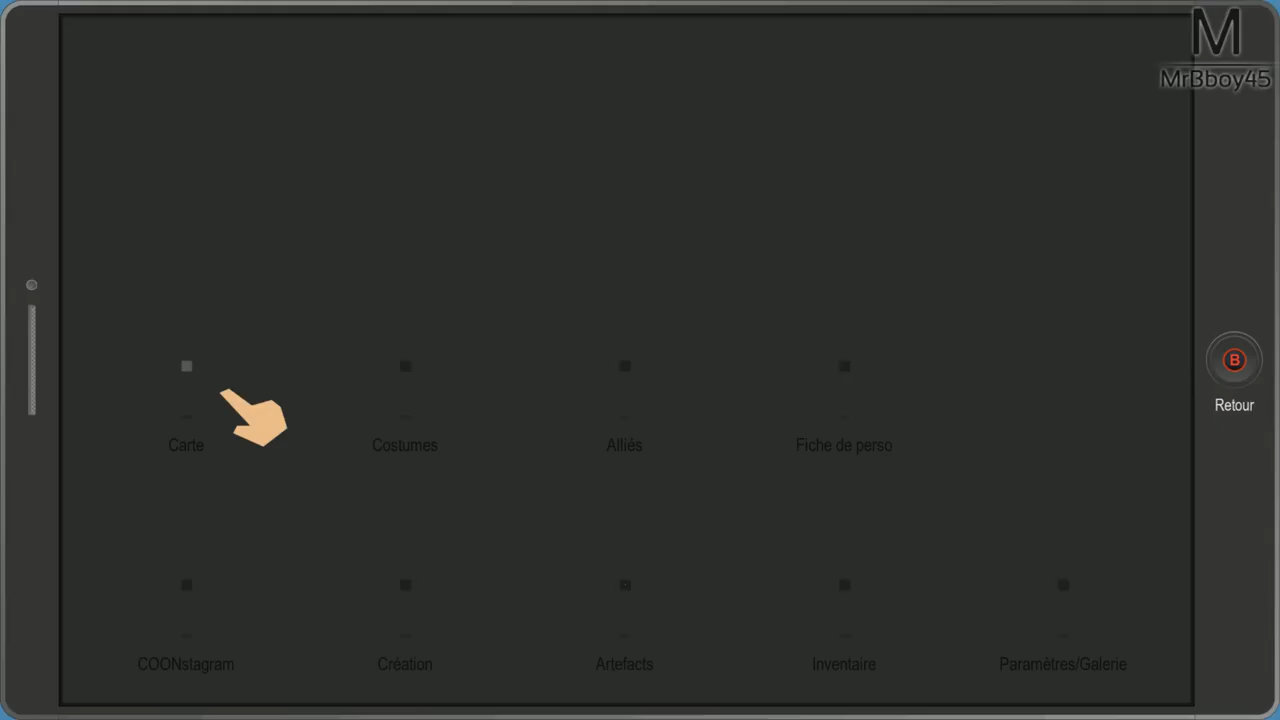 M
MrBboy45
B
Retour
Carte
Costumes
Alliés
Fiche de perso
COONstagram
Création
Artefacts
Inventaire
Paramètres/Galerie